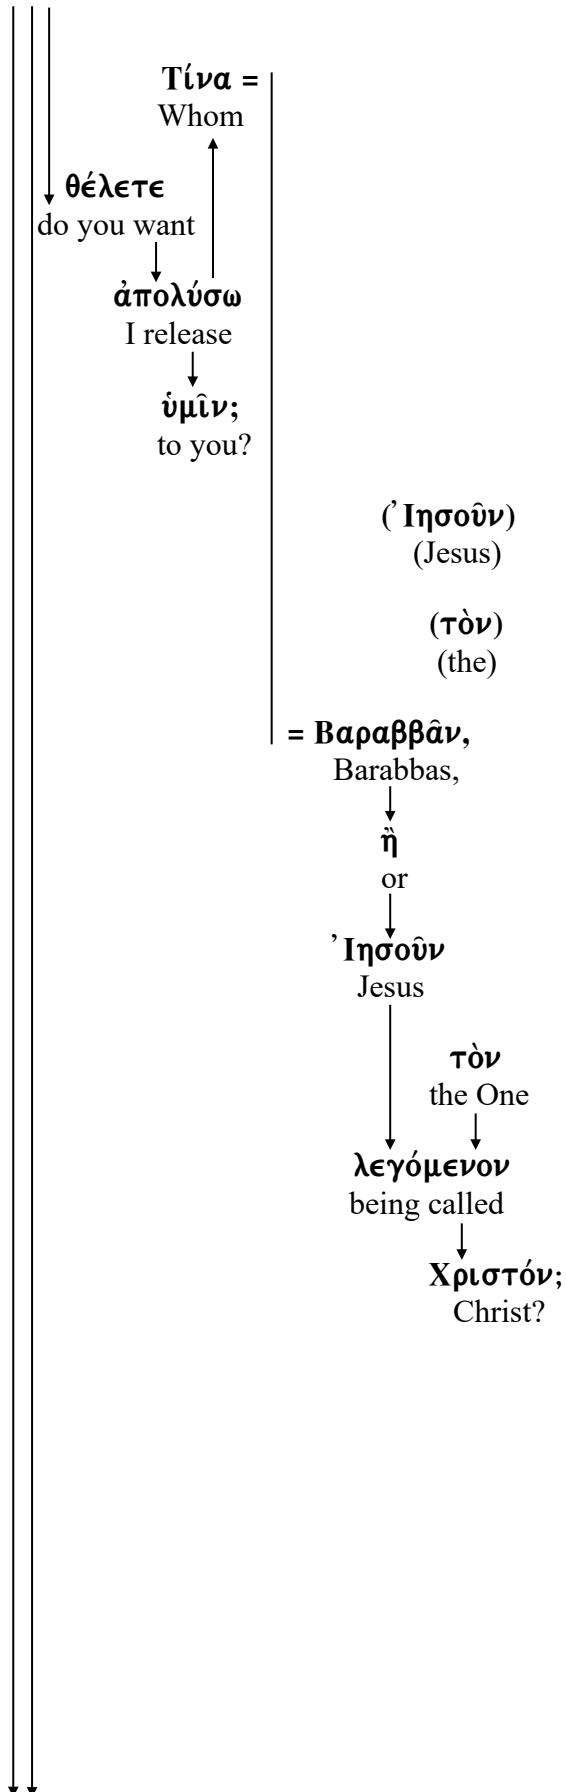 Τίνα =
Whom
θέλετε
do you want
ἀπολύσω
I release
ὑμῖν;
to you?
(Ἰησοῦν)
(Jesus)
(τὸν)
(the)
= Βαραββᾶν,
Barabbas,
ἢ
or
Ἰησοῦν
Jesus
τὸν
the One
λεγόμενον
being called
Χριστόν;
Christ?